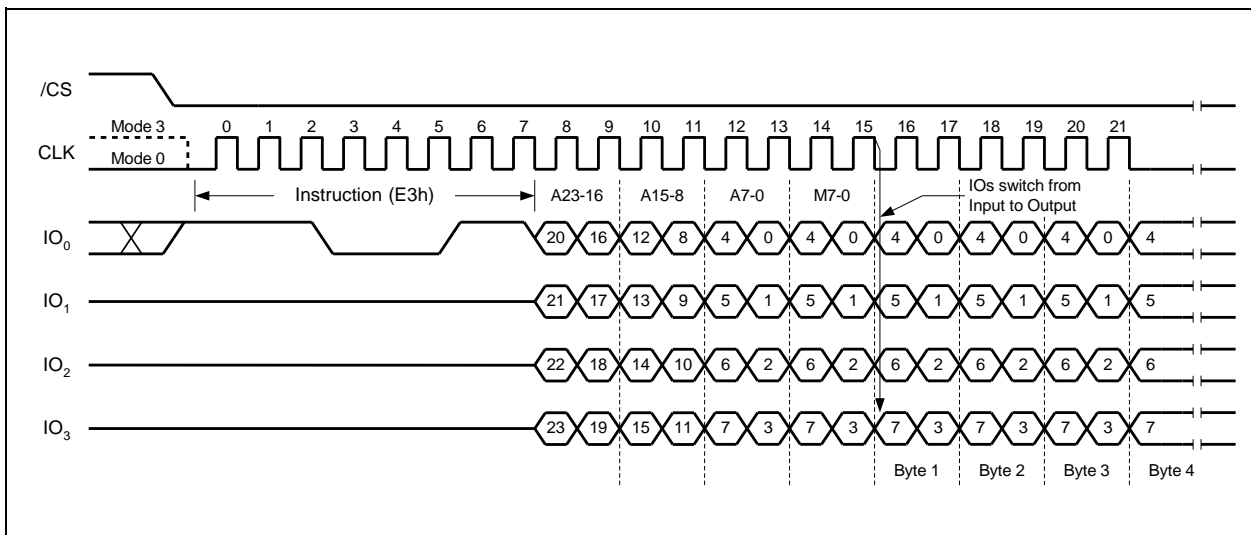 /CS
Mode 3
CLK
Mode 0
0 1 2 3 4 5 6 7 8 9 10 11 12 13 14 15 16 17 18 19 20 21
Instruction (E3h) A23-16 A15-8 A7-0 M7-0
IOs switch from
Input to Output
IO0 20 16 12 8 4 0 4 0 4 0 4 0 4 0 4
IO1 21 17 13 9 5 1 5 1 5 1 5 1 5 1 5
IO2 22 18 14 10 6 2 6 2 6 2 6 2 6 2 6
IO3 23 19 15 11 7 3 7 3 7 3 7 3 7 3 7
Byte 1 Byte 2 Byte 3 Byte 4